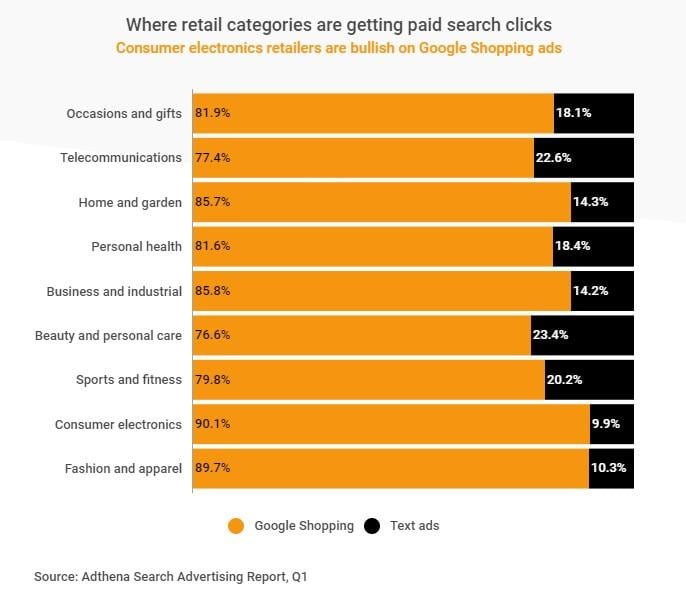 Where retail categories are getting paid search clicks
Consumer electronics retailers are bullish on Google Shopping ads
Occasions and gifts 81.9% 18.1%
Telecommunications 77.4% 22.6%
Home and garden 85.7% 14.3%
Personal health 81.6% 18.4%
Business and industrial 85.8% 14.2%
Beauty and personal care 76.6% 23.4%
Sports and fitness 79.8% 20.2%
Consumer electronics 90.1% 9.9%
Fashion and apparel 89.7% 10.3%
Google Shopping Text ads
Source: Adthena Search Advertising Report, Q1